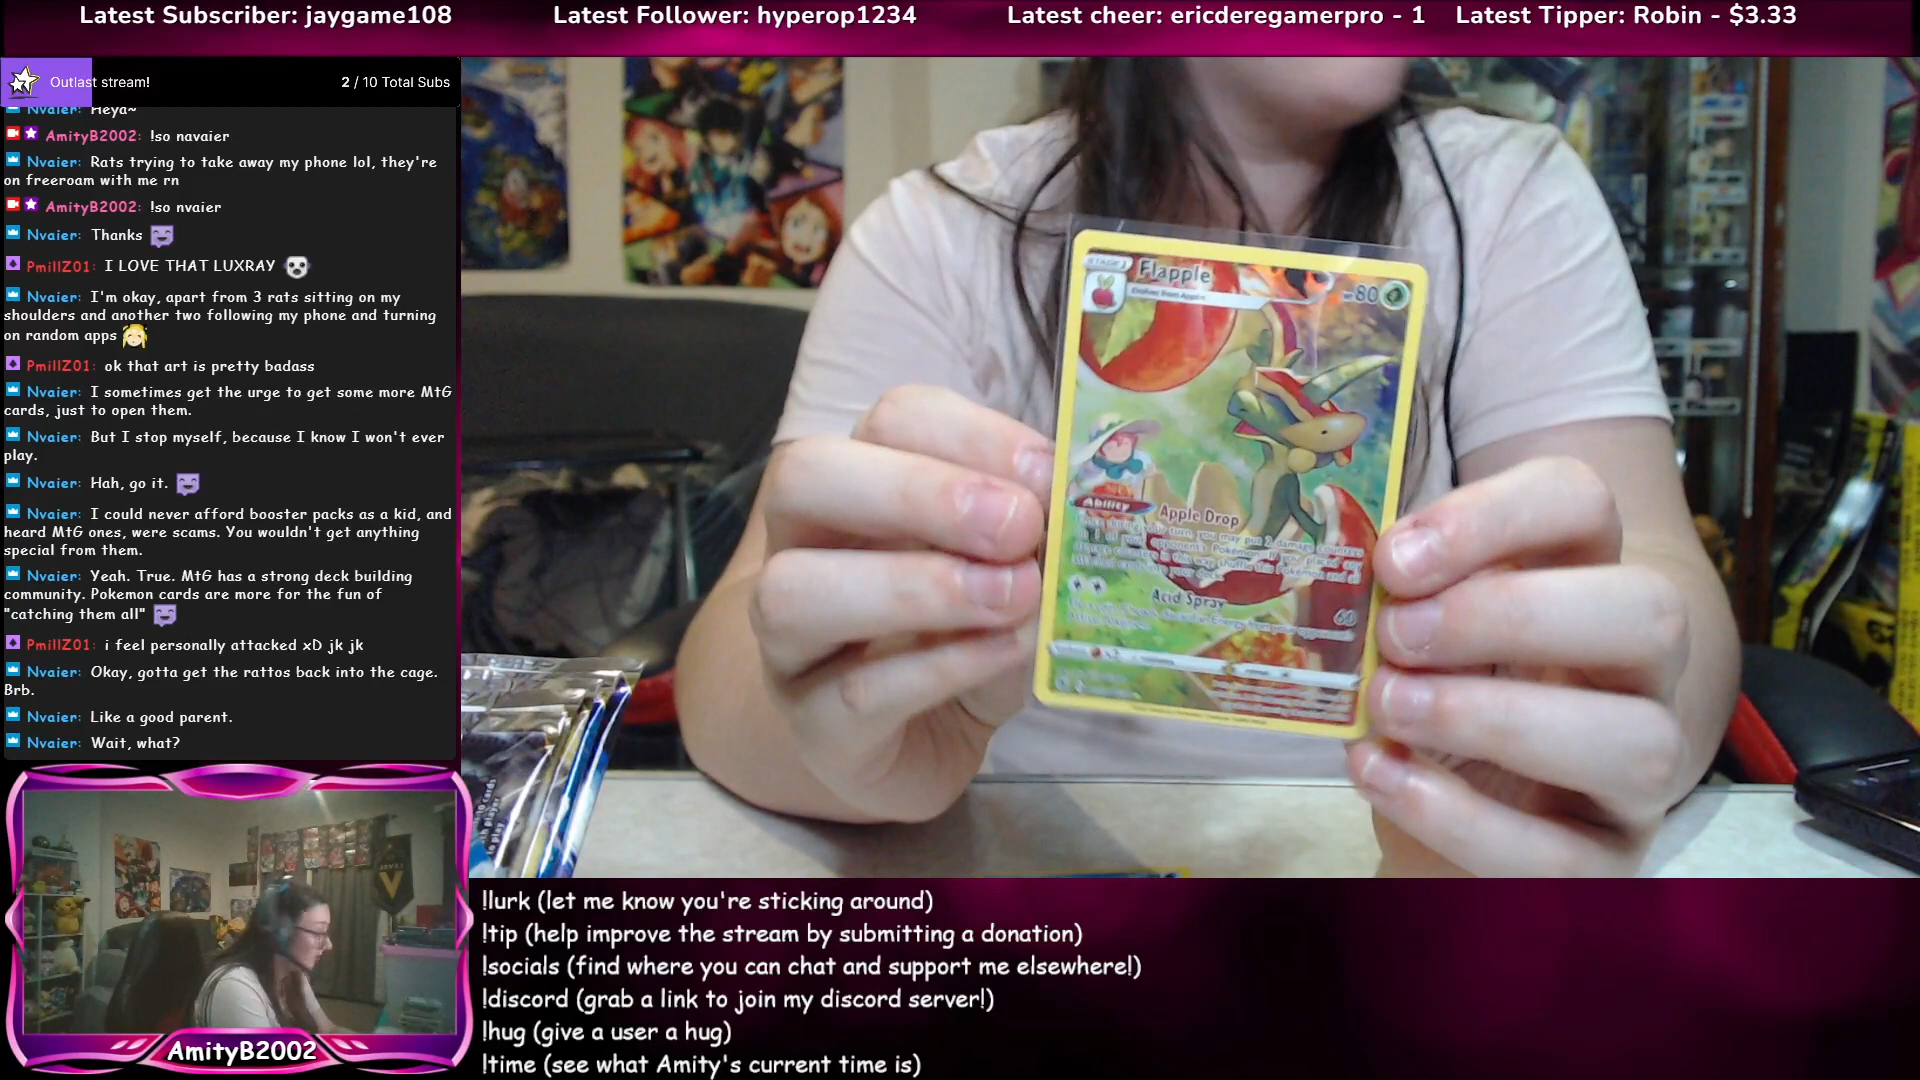 Latest Subscriber: jaygame108 Latest Follower: hyperop1234 Latest cheer: ericderegamerpro - 1 Latest Tipper: Robin - $3.33
Outlast stream! 2 / 10 Total Subs
Nvaier: Heya~
AmityB2002: !so navaier
Nvaier: Rats trying to take away my phone lol, they're
on freeroam with me rn
AmityB2002: !so nvaier
Nvaier: Thanks
PmillZ01: I LOVE THAT LUXRAY
Nvaier: I'm okay, apart from 3 rats sitting on my
shoulders and another two following my phone and turning
on random apps
PmillZ01: ok that art is pretty badass
Nvaier: I sometimes get the urge to get some more MtG
cards, just to open them.
Nvaier: But I stop myself, because I know I won't ever
play.
Nvaier: Hah, go it.
Nvaier: I could never afford booster packs as a kid, and
heard MtG ones, were scams. You wouldn't get anything
special from them.
Nvaier: Yeah. True. MtG has a strong deck building
community. Pokemon cards are more for the fun of
"catching them all"
PmillZ01: i feel personally attacked xD jk jk
Nvaier: Okay, gotta get the rattos back into the cage.
Brb.
Nvaier: Like a good parent.
Nvaier: Wait, what?
AmityB2002
STAGE 1
Flapple
80
Evolves from Applin
Ability
Apple Drop
Acid Spray
60
!lurk (let me know you're sticking around)
!tip (help improve the stream by submitting a donation)
!socials (find where you can chat and support me elsewhere!)
!discord (grab a link to join my discord server!)
!hug (give a user a hug)
!time (see what Amity's current time is)